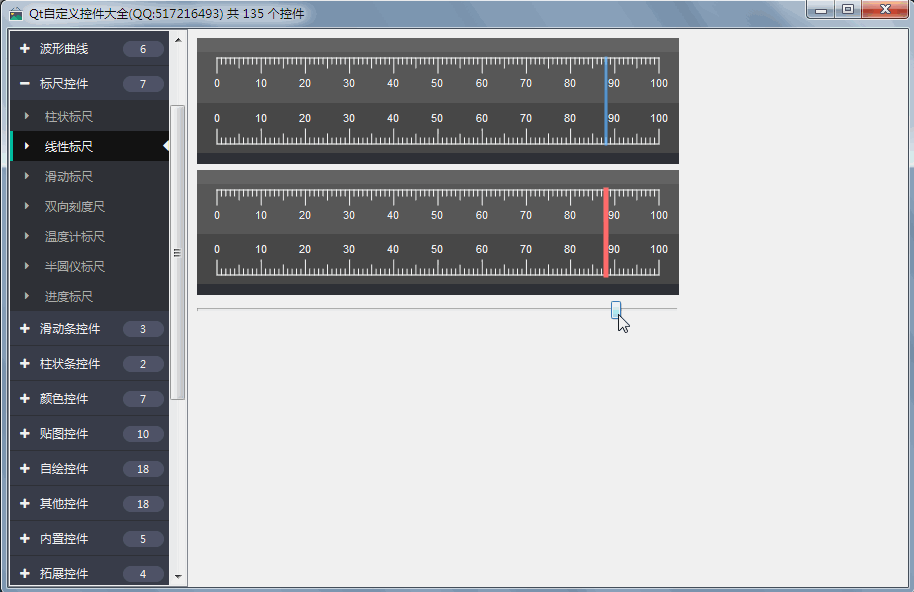 Qt自定义控件大全(QQ:517216493) 共 135 个控件
波形曲线 6
标尺控件 7
柱状标尺
线性标尺
滑动标尺
双向刻度尺
温度计标尺
半圆仪标尺
进度标尺
滑动条控件 3
柱状条控件 2
颜色控件 7
贴图控件 10
自绘控件 18
其他控件 18
内置控件 5
拓展控件 4
0 10 20 30 40 50 60 70 80 90 100
0 10 20 30 40 50 60 70 80 90 100
0 10 20 30 40 50 60 70 80 90 100
0 10 20 30 40 50 60 70 80 90 100